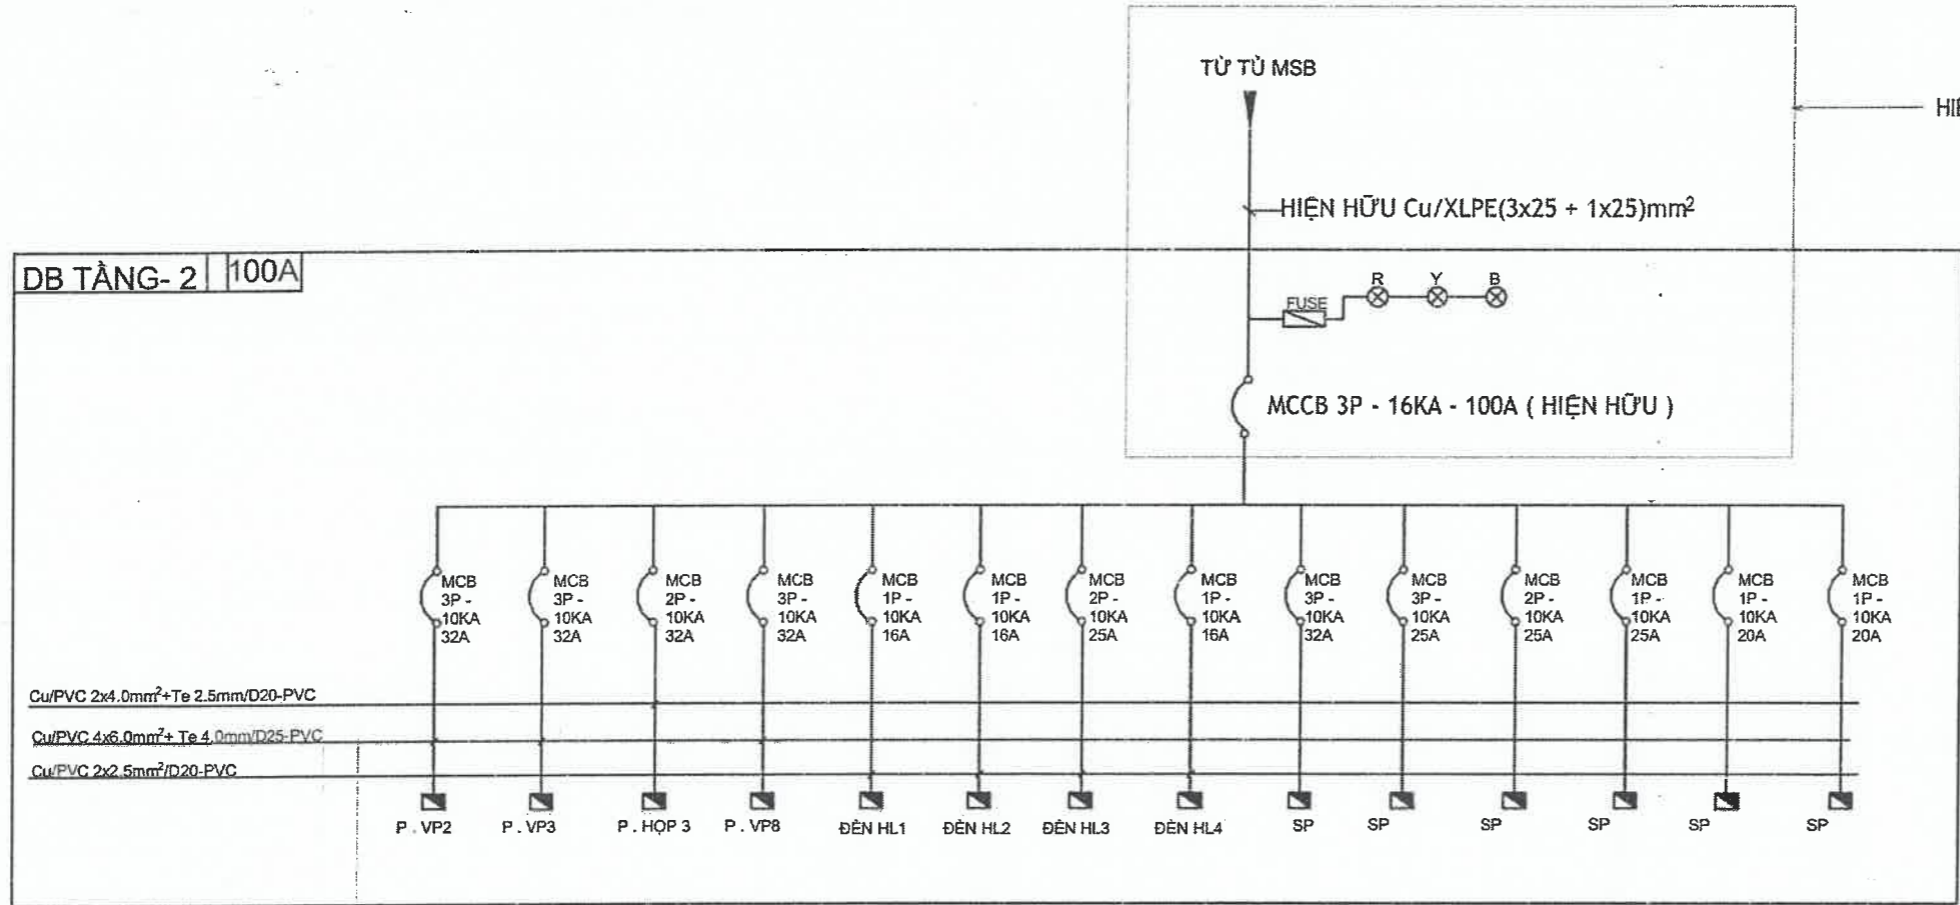 TỪ TỦ MSB
HIỆN HỮU Cu/XLPE(3x25 + 1x25)mm²
DB TẦNG- 2 100A
R Y B
FUSE
MCCB 3P - 16KA - 100A ( HIỆN HỮU )
MCB 3P - 10KA 32A
MCB 3P - 10KA 32A
MCB 2P - 10KA 32A
MCB 3P - 10KA 32A
MCB 1P - 10KA 16A
MCB 1P - 10KA 16A
MCB 2P - 10KA 25A
MCB 1P - 10KA 16A
MCB 3P - 10KA 32A
MCB 3P - 10KA 25A
MCB 2P - 10KA 25A
MCB 1P - 10KA 25A
MCB 1P - 10KA 20A
MCB 1P - 10KA 20A
Cu/PVC 2x4.0mm²+Te 2.5mm/D20-PVC
Cu/PVC 4x6.0mm²+ Te 4.0mm/D25-PVC
Cu/PVC 2x2.5mm²/D20-PVC
P . VP2 P . VP3 P . HỌP 3 P . VP8 ĐÈN HL1 ĐÈN HL2 ĐÈN HL3 ĐÈN HL4 SP SP SP SP SP SP